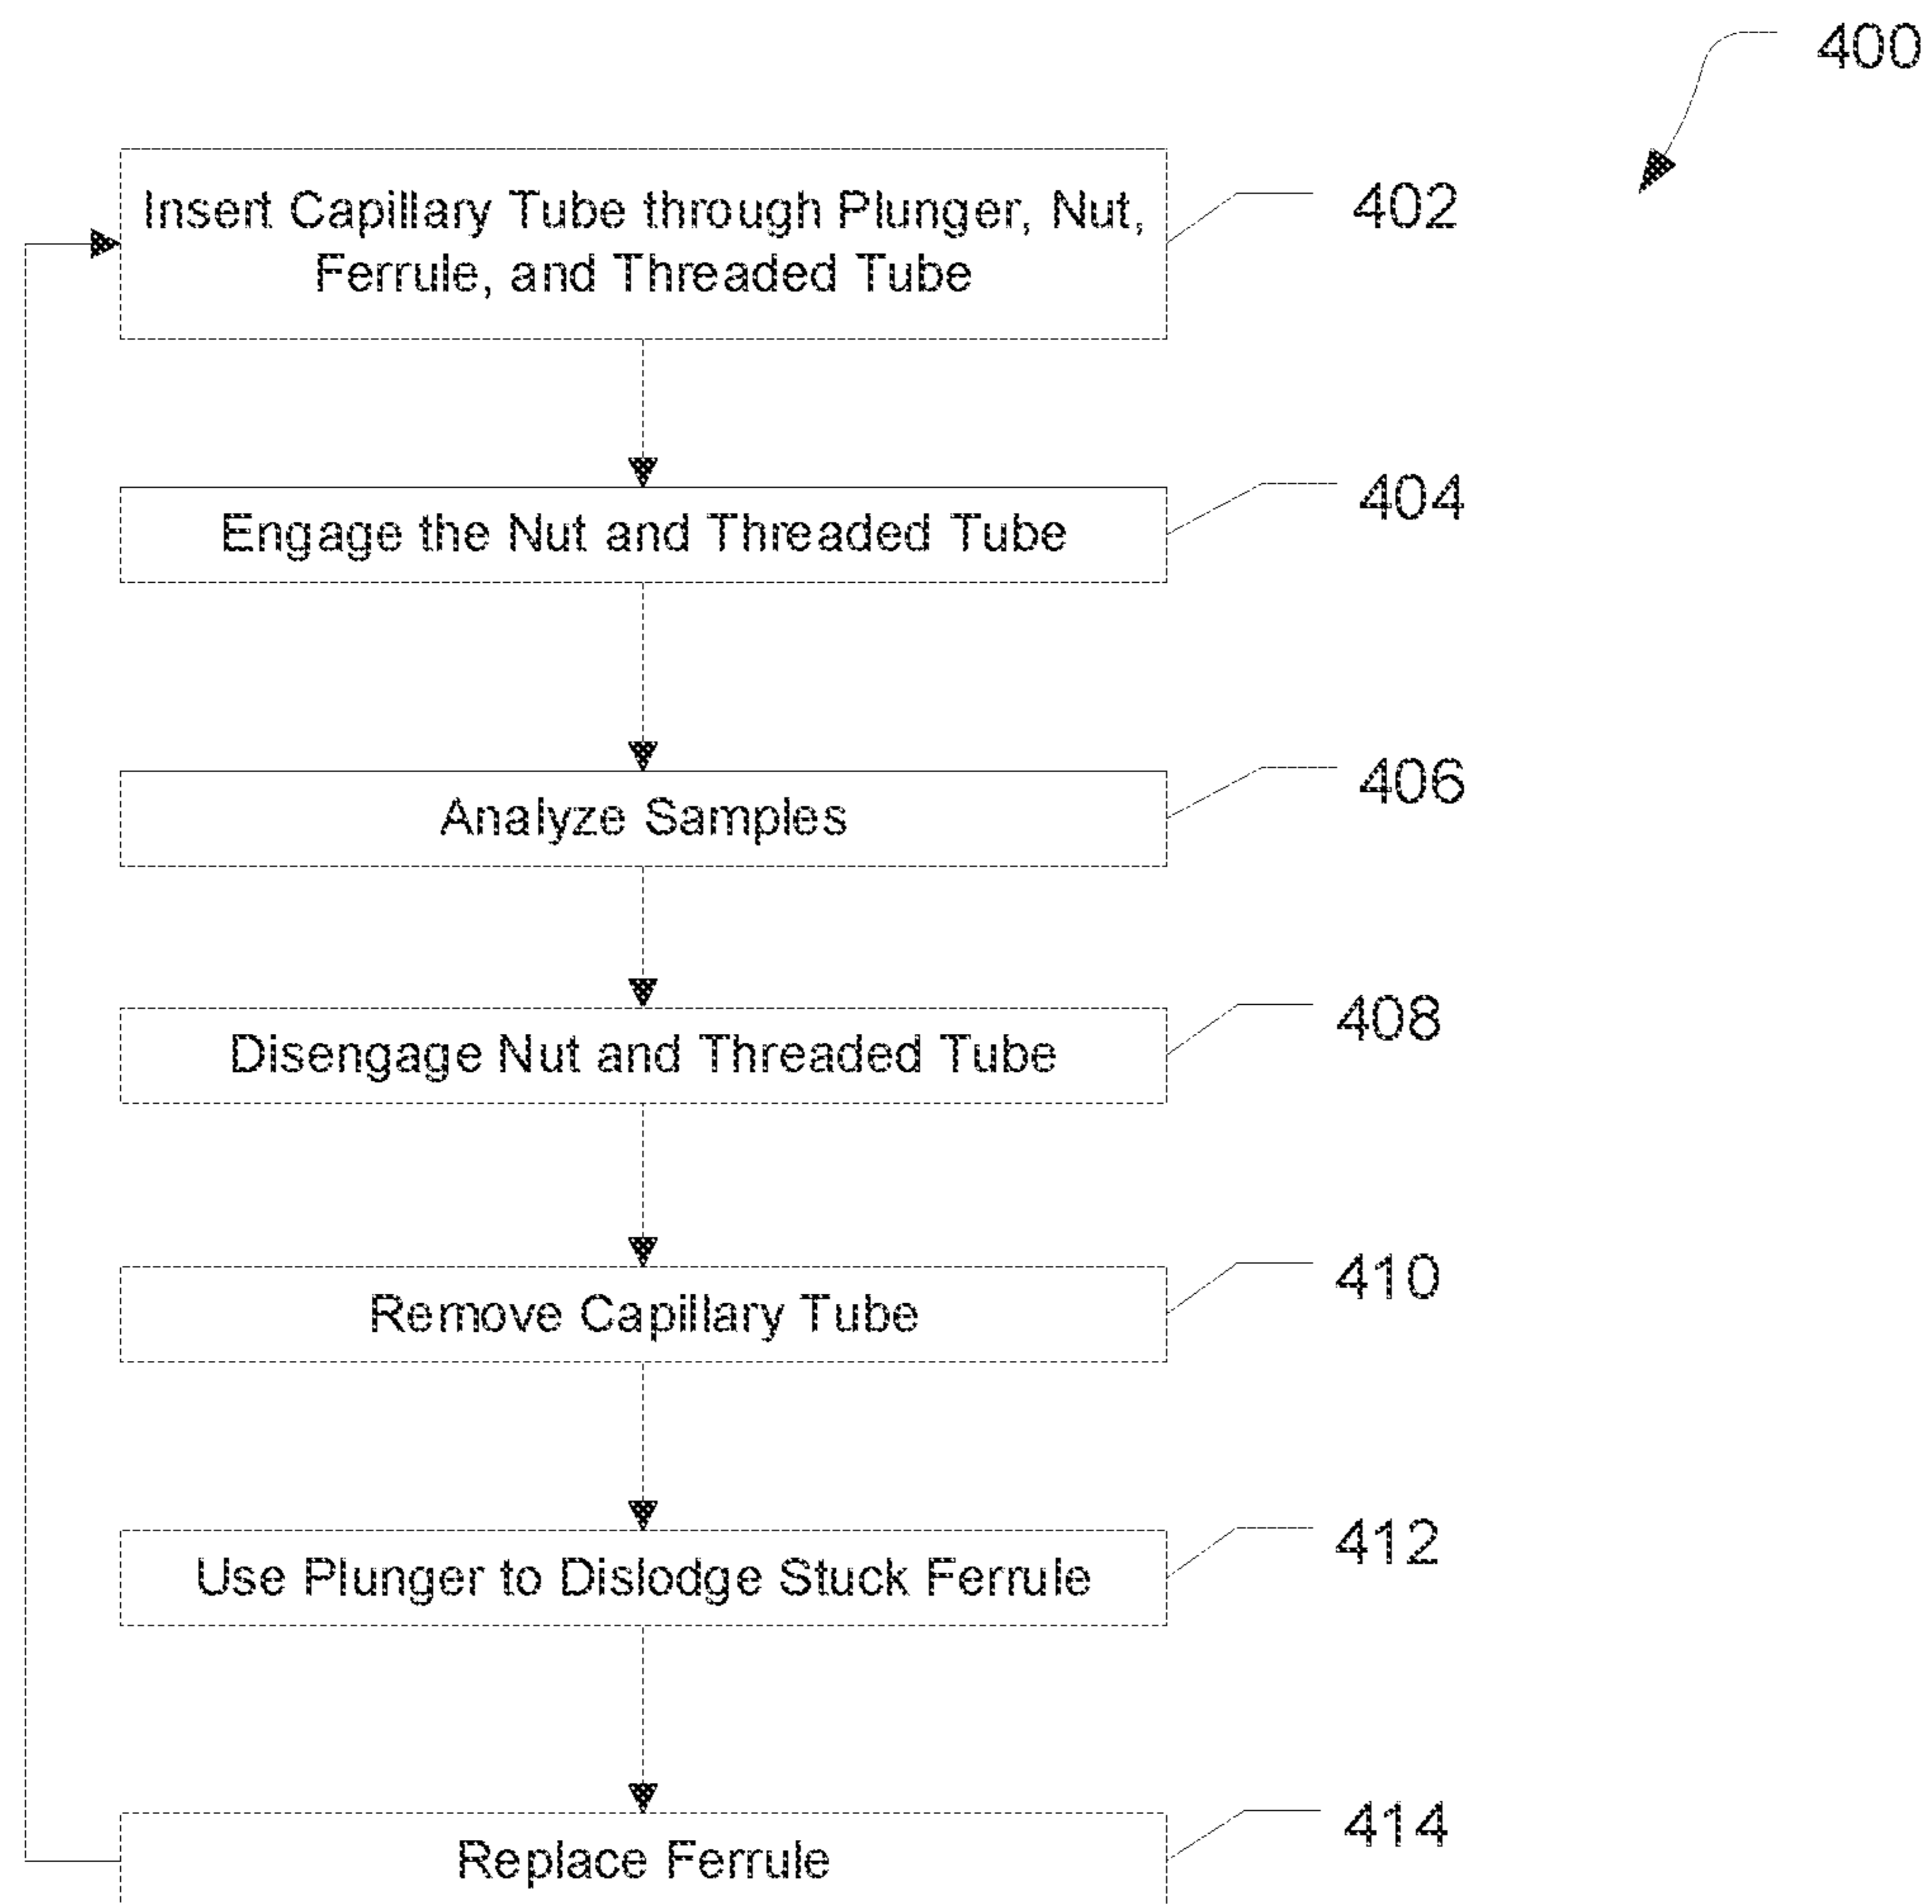 400
Insert Capillary Tube through Plunger, Nut,
Ferrule, and Threaded Tube
402
Engage the Nut and Threaded Tube
404
Analyze Samples
406
Disengage Nut and Threaded Tube
408
Remove Capillary Tube
410
Use Plunger to Dislodge Stuck Ferrule
412
Replace Ferrule
414